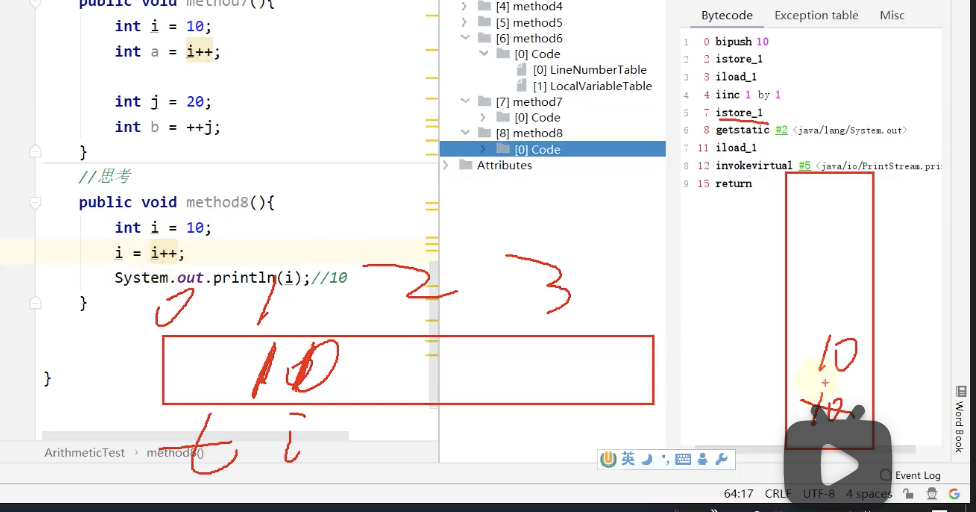 public void method7(){
int i = 10;
int a = i++;
int j = 20;
int b = ++j;
}
//思考
public void method8(){
int i = 10;
i = i++;
System.out.println(i);//10
}
}
0 1 2 3
10
t i
ArithmeticTest › method8()
[4] method4
[5] method5
[6] method6
[0] Code
[0] LineNumberTable
[1] LocalVariableTable
[7] method7
[0] Code
[8] method8
[0] Code
Attributes
Bytecode Exception table Misc
1 0 bipush 10
2 2 istore_1
3 3 iload_1
4 4 iinc 1 by 1
5 7 istore_1
6 8 getstatic #2 <java/lang/System.out>
7 11 iload_1
8 12 invokevirtual #5 <java/io/PrintStream.pri
9 15 return
10
10
Word Book
英
Event Log
64:17 CRLF UTF-8 4 spaces